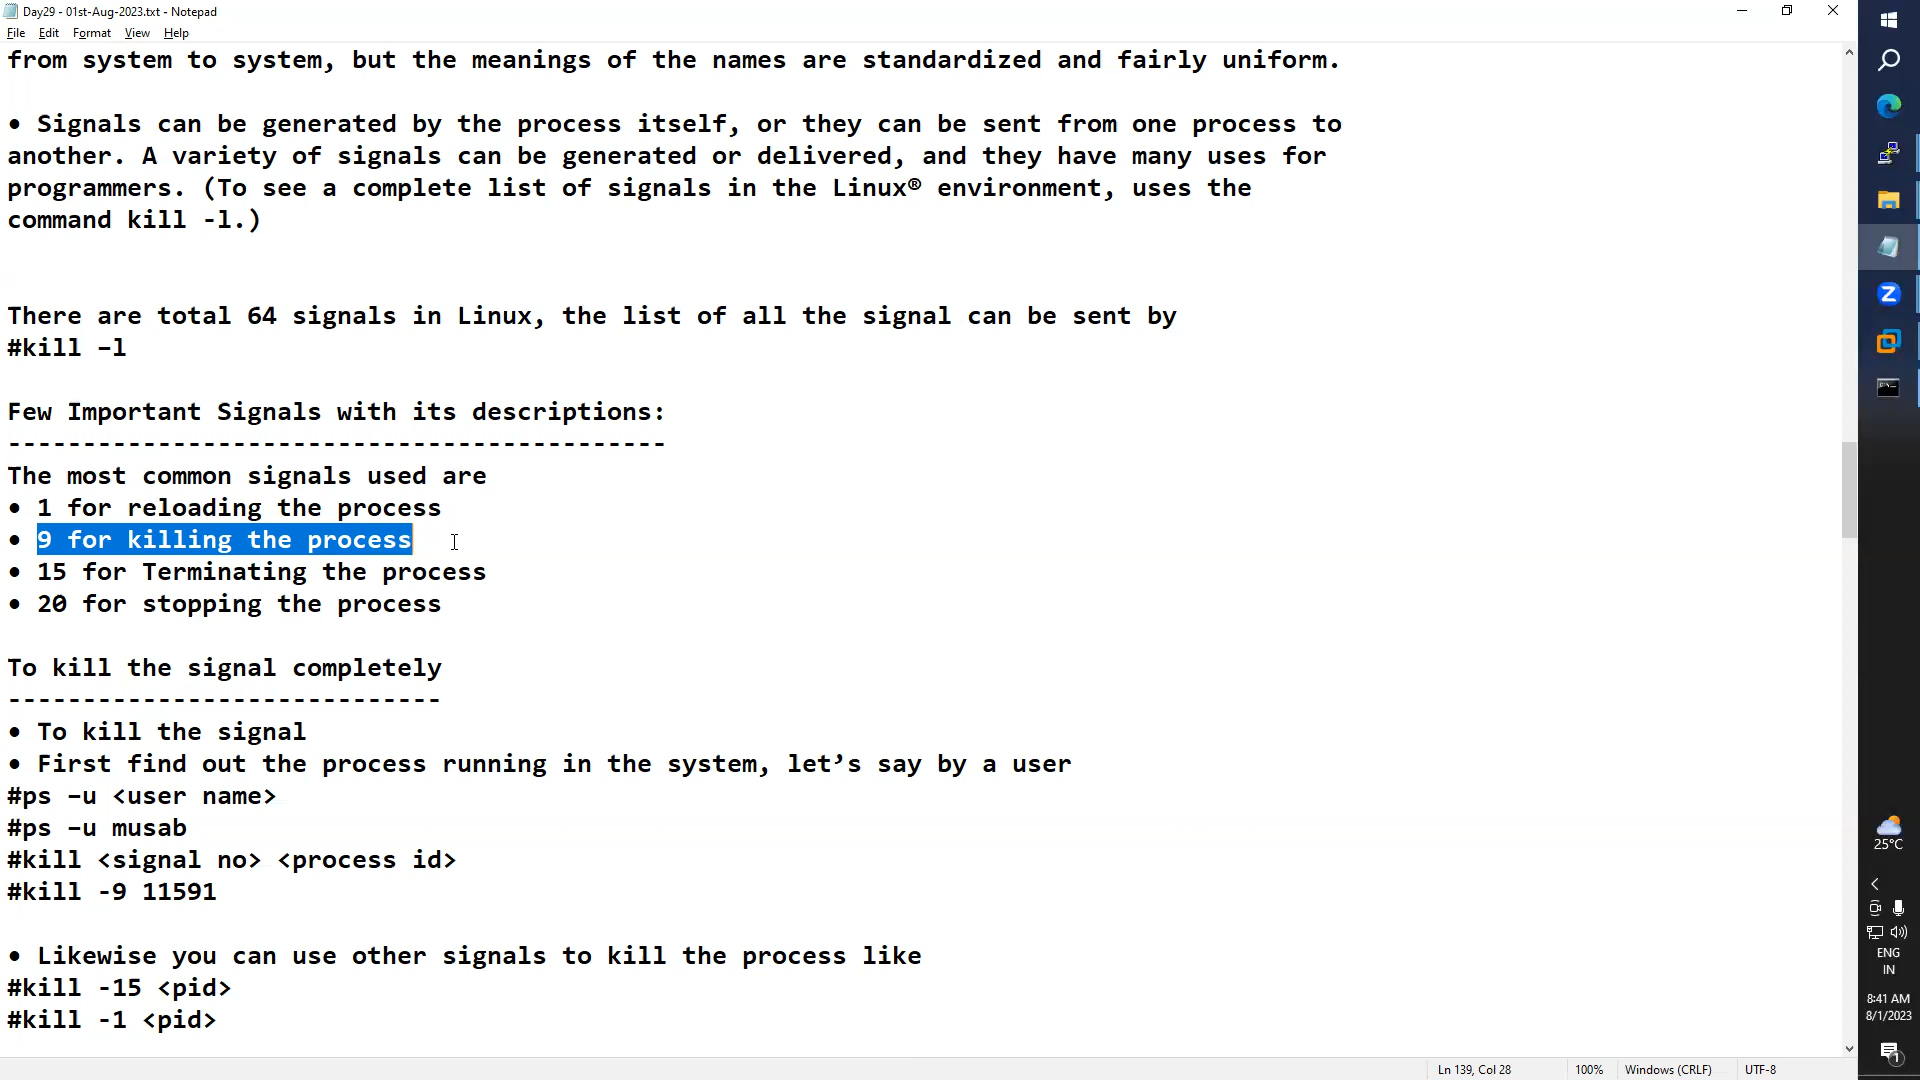 Day29 - 01st-Aug-2023.txt - Notepad
File Edit Format View Help
from system to system, but the meanings of the names are standardized and fairly uniform.
• Signals can be generated by the process itself, or they can be sent from one process to
another. A variety of signals can be generated or delivered, and they have many uses for
programmers. (To see a complete list of signals in the Linux® environment, uses the
command kill -l.)
There are total 64 signals in Linux, the list of all the signal can be sent by
#kill –l
Few Important Signals with its descriptions:
--------------------------------------------
The most common signals used are
• 1 for reloading the process
• 9 for killing the process
• 15 for Terminating the process
• 20 for stopping the process
To kill the signal completely
-----------------------------
• To kill the signal
• First find out the process running in the system, let’s say by a user
#ps –u <user name>
#ps –u musab
#kill <signal no> <process id>
#kill -9 11591
• Likewise you can use other signals to kill the process like
#kill -15 <pid>
#kill -1 <pid>
Ln 139, Col 28 100% Windows (CRLF) UTF-8
25°C
ENG
IN
8:41 AM
8/1/2023
1